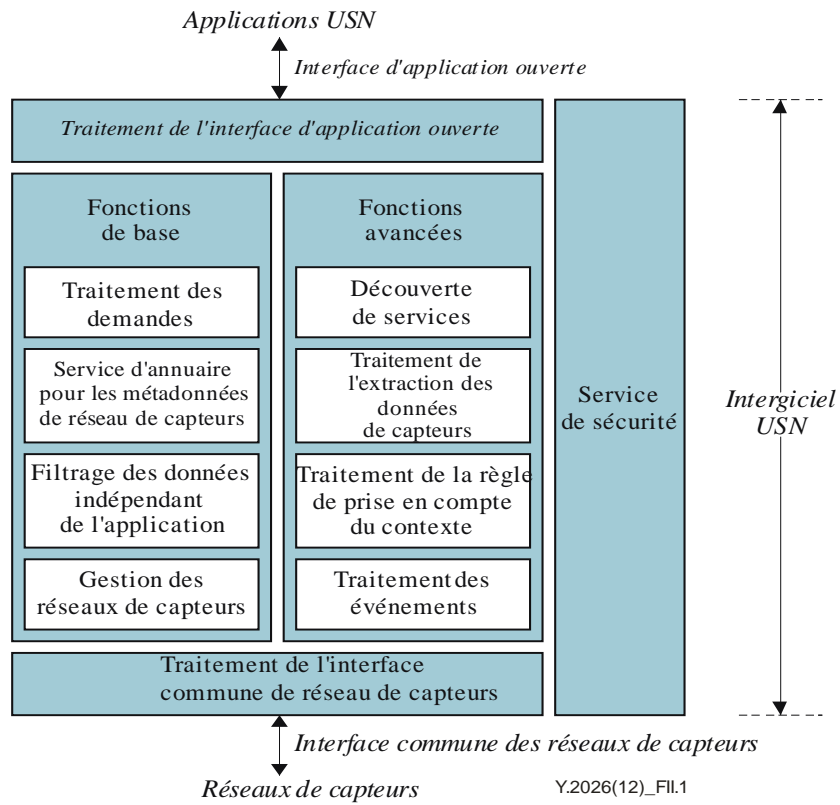 Applications USN
Interface d'application ouverte
Traitement de l'interface d'application ouverte
Fonctions
de base
Traitement des
demandes
Service d'annuaire
pour les métadonnées
de réseau de capteurs
Filtrage des données
indépendant
de l'application
Gestion des
réseaux de capteurs
Fonctions
avancées
Découverte
de services
Traitement de
l'extraction des
données
de capteurs
Traitement de la règle
de prise en compte
du contexte
Traitement des
événements
Service
de sécurité
Intergiciel
USN
Traitement de l'interface
commune de réseau de capteurs
Interface commune des réseaux de capteurs
Réseaux de capteurs
Y.2026(12)_FII.1